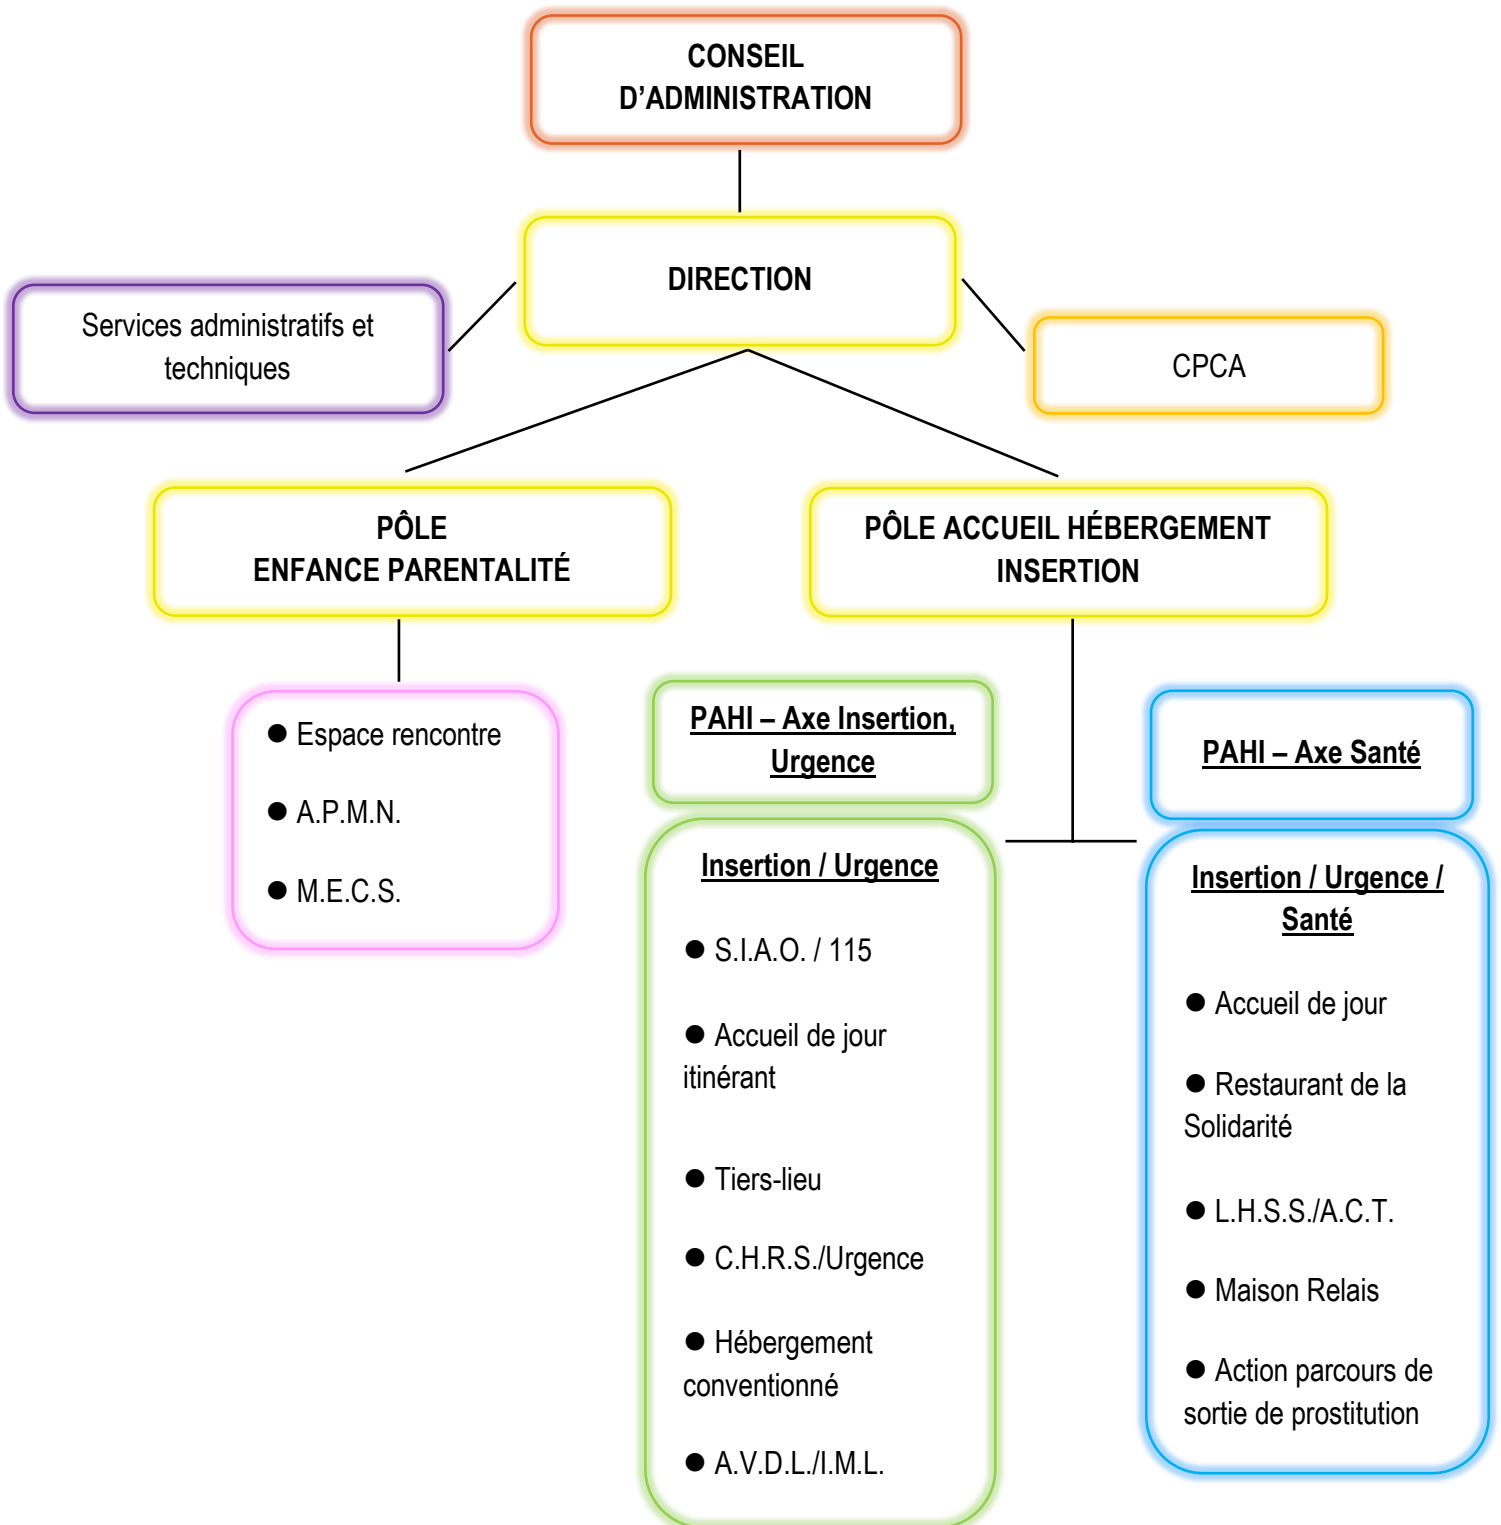 CONSEIL
D’ADMINISTRATION
DIRECTION
Services administratifs et
techniques
CPCA
PÔLE
ENFANCE PARENTALITÉ
PÔLE ACCUEIL HÉBERGEMENT
INSERTION
● Espace rencontre
● A.P.M.N.
● M.E.C.S.
PAHI – Axe Insertion,
Urgence
Insertion / Urgence
● S.I.A.O. / 115
● Accueil de jour
itinérant
● Tiers-lieu
● C.H.R.S./Urgence
● Hébergement
conventionné
● A.V.D.L./I.M.L.
PAHI – Axe Santé
Insertion / Urgence /
Santé
● Accueil de jour
● Restaurant de la
Solidarité
● L.H.S.S./A.C.T.
● Maison Relais
● Action parcours de
sortie de prostitution